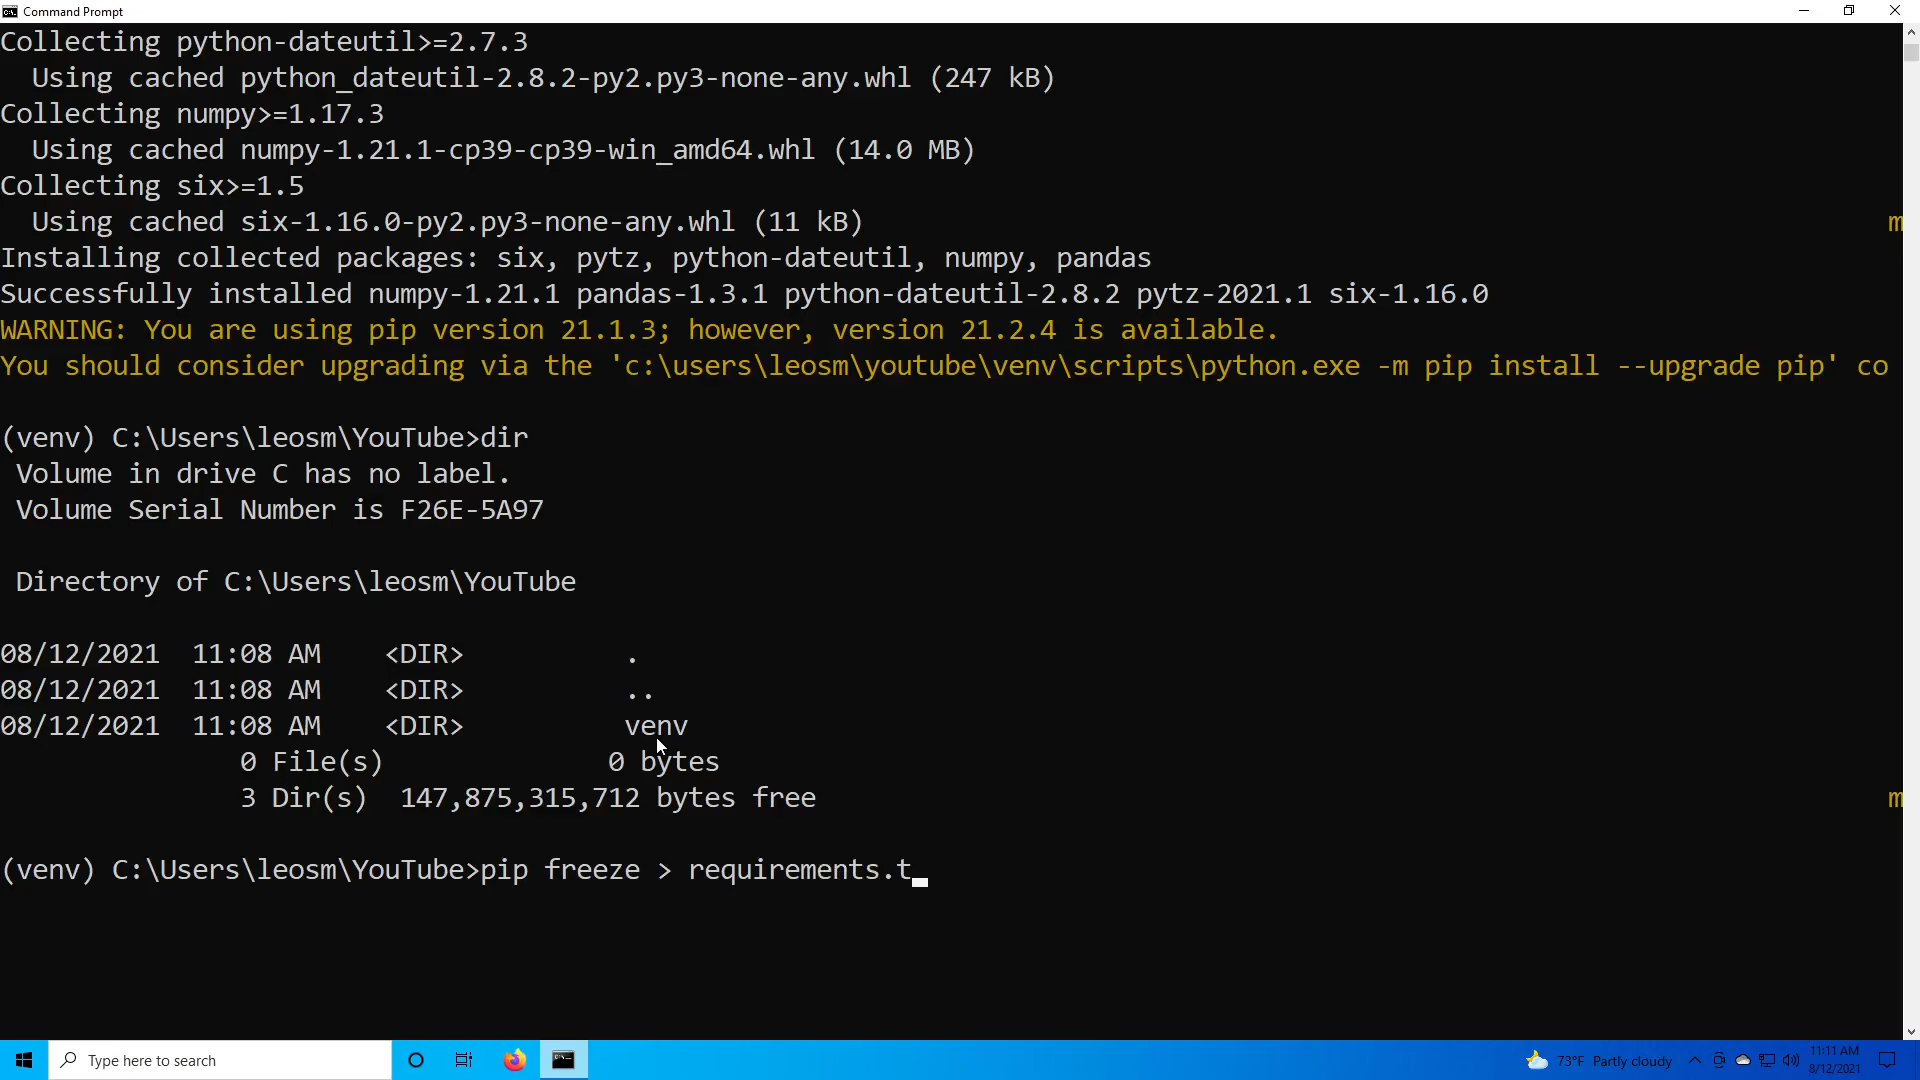 Command Prompt
Collecting python-dateutil>=2.7.3
  Using cached python_dateutil-2.8.2-py2.py3-none-any.whl (247 kB)
Collecting numpy>=1.17.3
  Using cached numpy-1.21.1-cp39-cp39-win_amd64.whl (14.0 MB)
Collecting six>=1.5
  Using cached six-1.16.0-py2.py3-none-any.whl (11 kB) m
Installing collected packages: six, pytz, python-dateutil, numpy, pandas
Successfully installed numpy-1.21.1 pandas-1.3.1 python-dateutil-2.8.2 pytz-2021.1 six-1.16.0
WARNING: You are using pip version 21.1.3; however, version 21.2.4 is available.
You should consider upgrading via the 'c:\users\leosm\youtube\venv\scripts\python.exe -m pip install --upgrade pip' co
(venv) C:\Users\leosm\YouTube>dir
 Volume in drive C has no label.
 Volume Serial Number is F26E-5A97
 Directory of C:\Users\leosm\YouTube
08/12/2021  11:08 AM    <DIR>          .
08/12/2021  11:08 AM    <DIR>          ..
08/12/2021  11:08 AM    <DIR>          venv
               0 File(s)              0 bytes
               3 Dir(s)  147,875,315,712 bytes free m
(venv) C:\Users\leosm\YouTube>pip freeze > requirements.t
Type here to search
73°F Partly cloudy
11:11 AM
8/12/2021